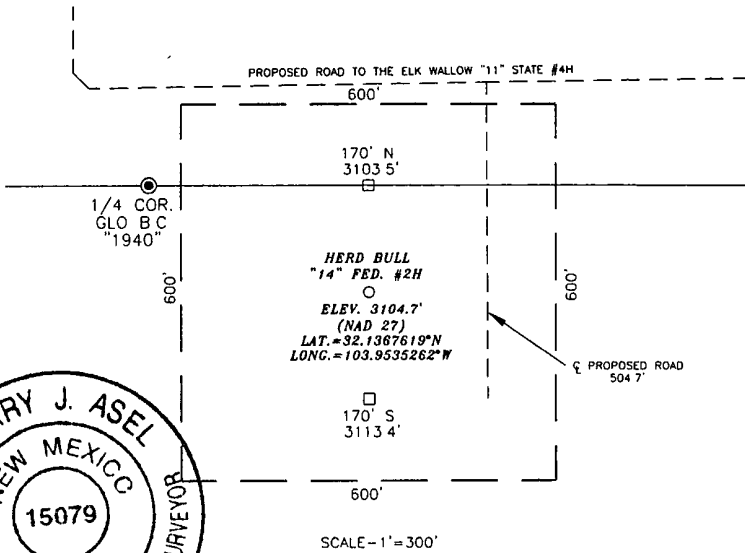 PROPOSED ROAD TO THE ELK WALLOW "11" STATE #4H
600'
170' N
3103 5'
1/4 COR.
GLO B C
"1940"
HERD BULL
"14" FED. #2H
ELEV. 3104.7'
(NAD 27)
LAT.=32.1367619°N
LONG.=103.9535262°W
600'
600'
℄ PROPOSED ROAD
504 7'
170' S
3113 4'
600'
RY J. ASEL
EW MEXICO
15079
URVEYOR
SCALE-1'=300'